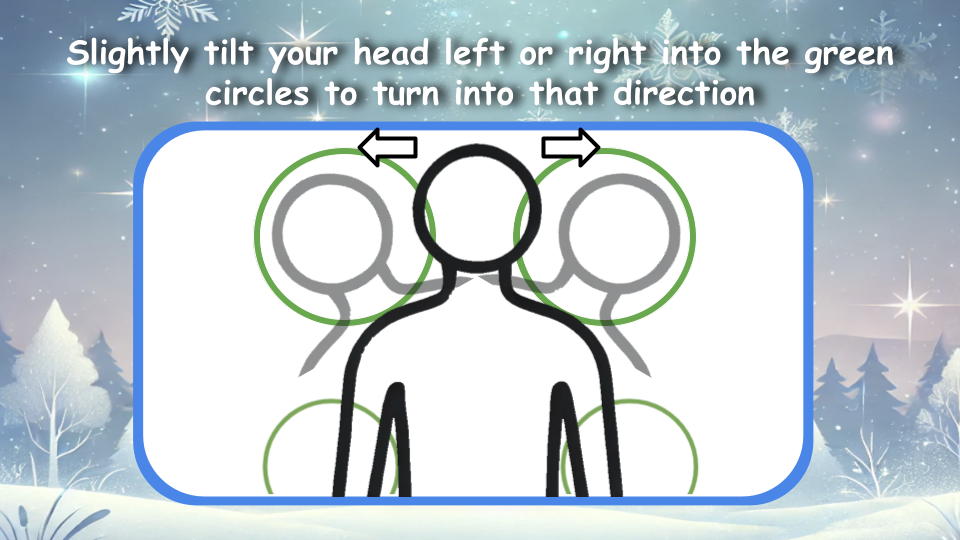 Slightly tilt your head left or right into the green
circles to turn into that direction